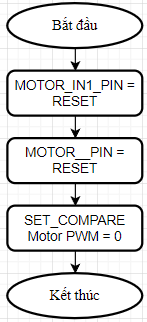 Bắt đầu
MOTOR_IN1_PIN =
RESET
MOTOR__PIN =
RESET
SET_COMPARE
Motor PWM = 0
Kết thúc